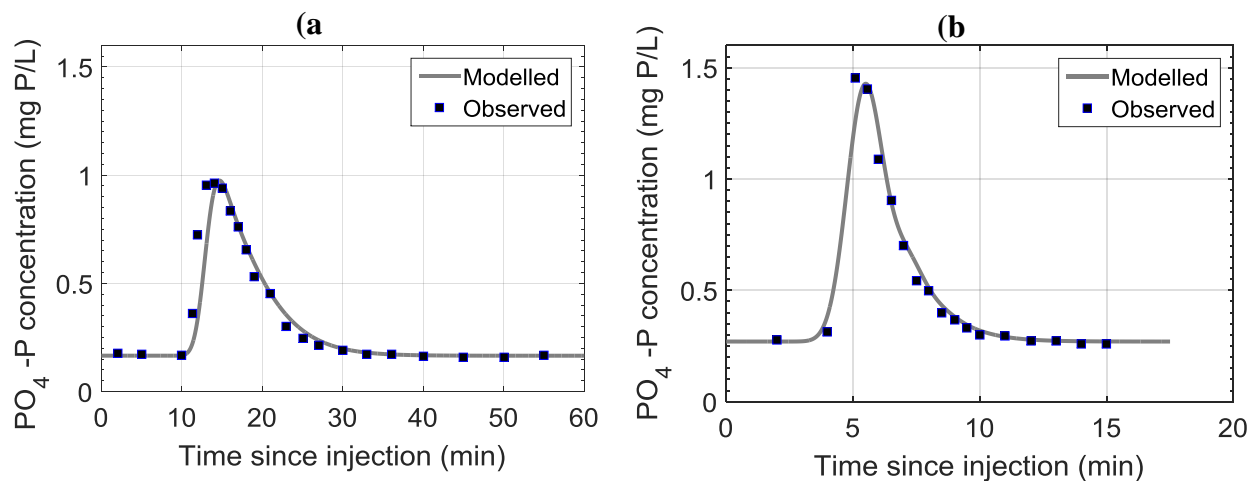 (a
PO4 -P concentration (mg P/L)
1.5
1
0.5
0
Modelled
Observed
0 10 20 30 40 50 60
Time since injection (min)
(b
PO4 -P concentration (mg P/L)
1.5
1
0.5
0
Modelled
Observed
0 5 10 15 20
Time since injection (min)